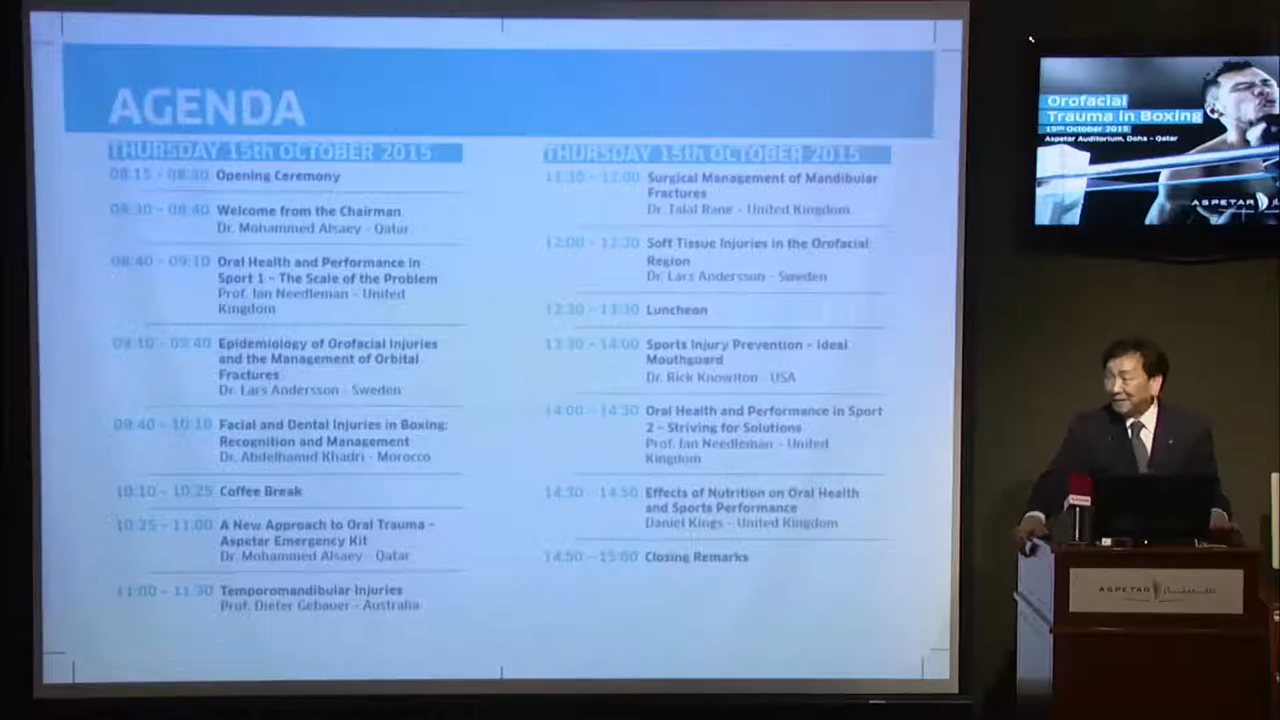 AGENDA
THURSDAY 15th OCTOBER 2015
08:15 - 08:30 Opening Ceremony
08:30 - 08:40 Welcome from the Chairman
Dr. Mohammed Alsaey - Qatar
08:40 - 09:10 Oral Health and Performance in
Sport 1 - The Scale of the Problem
Prof. Ian Needleman - United
Kingdom
09:10 - 09:40 Epidemiology of Orofacial Injuries
and the Management of Orbital
Fractures
Dr. Lars Andersson - Sweden
09:40 - 10:10 Facial and Dental Injuries in Boxing:
Recognition and Management
Dr. Abdelhamid Khadri - Morocco
10:10 - 10:25 Coffee Break
10:25 - 11:00 A New Approach to Oral Trauma -
Aspetar Emergency Kit
Dr. Mohammed Alsaey - Qatar
11:00 - 11:30 Temporomandibular Injuries
Prof. Dieter Gebauer - Australia
THURSDAY 15th OCTOBER 2015
11:30 - 12:00 Surgical Management of Mandibular
Fractures
Dr. Talal Rane - United Kingdom
12:00 - 12:30 Soft Tissue Injuries in the Orofacial
Region
Dr. Lars Andersson - Sweden
12:30 - 13:30 Luncheon
13:30 - 14:00 Sports Injury Prevention - Ideal
Mouthguard
Dr. Rick Knowlton - USA
14:00 - 14:30 Oral Health and Performance in Sport
2 - Striving for Solutions
Prof. Ian Needleman - United
Kingdom
14:30 - 14:50 Effects of Nutrition on Oral Health
and Sports Performance
Daniel Kings - United Kingdom
14:50 - 15:00 Closing Remarks
Orofacial
Trauma in Boxing
15th October 2015
Aspetar Auditorium, Doha - Qatar
ASPETAR
ASPETAR سبيتار